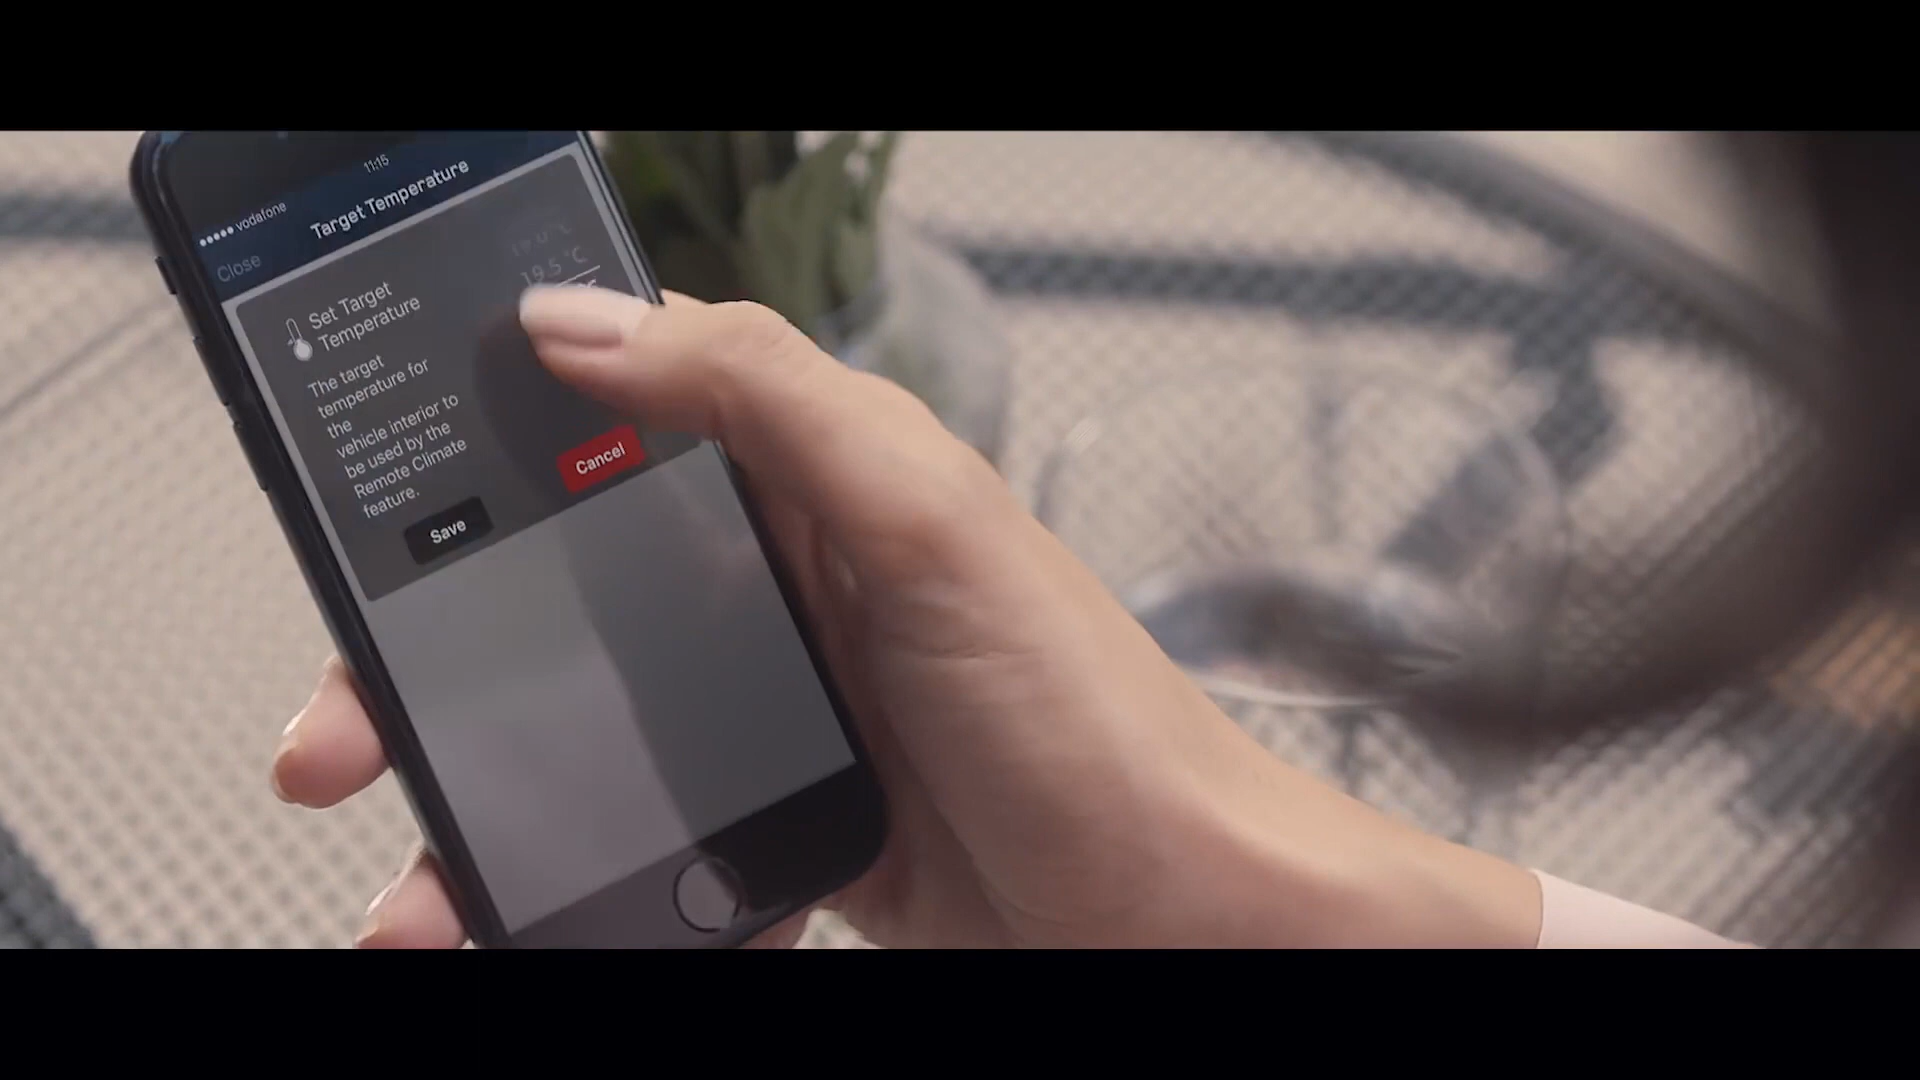 11:15
vodafone
Target Temperature
Close
19.5°C
Set Target
Temperature
The target
temperature for
the
vehicle interior to
be used by the
Remote Climate
feature.
Cancel
Save